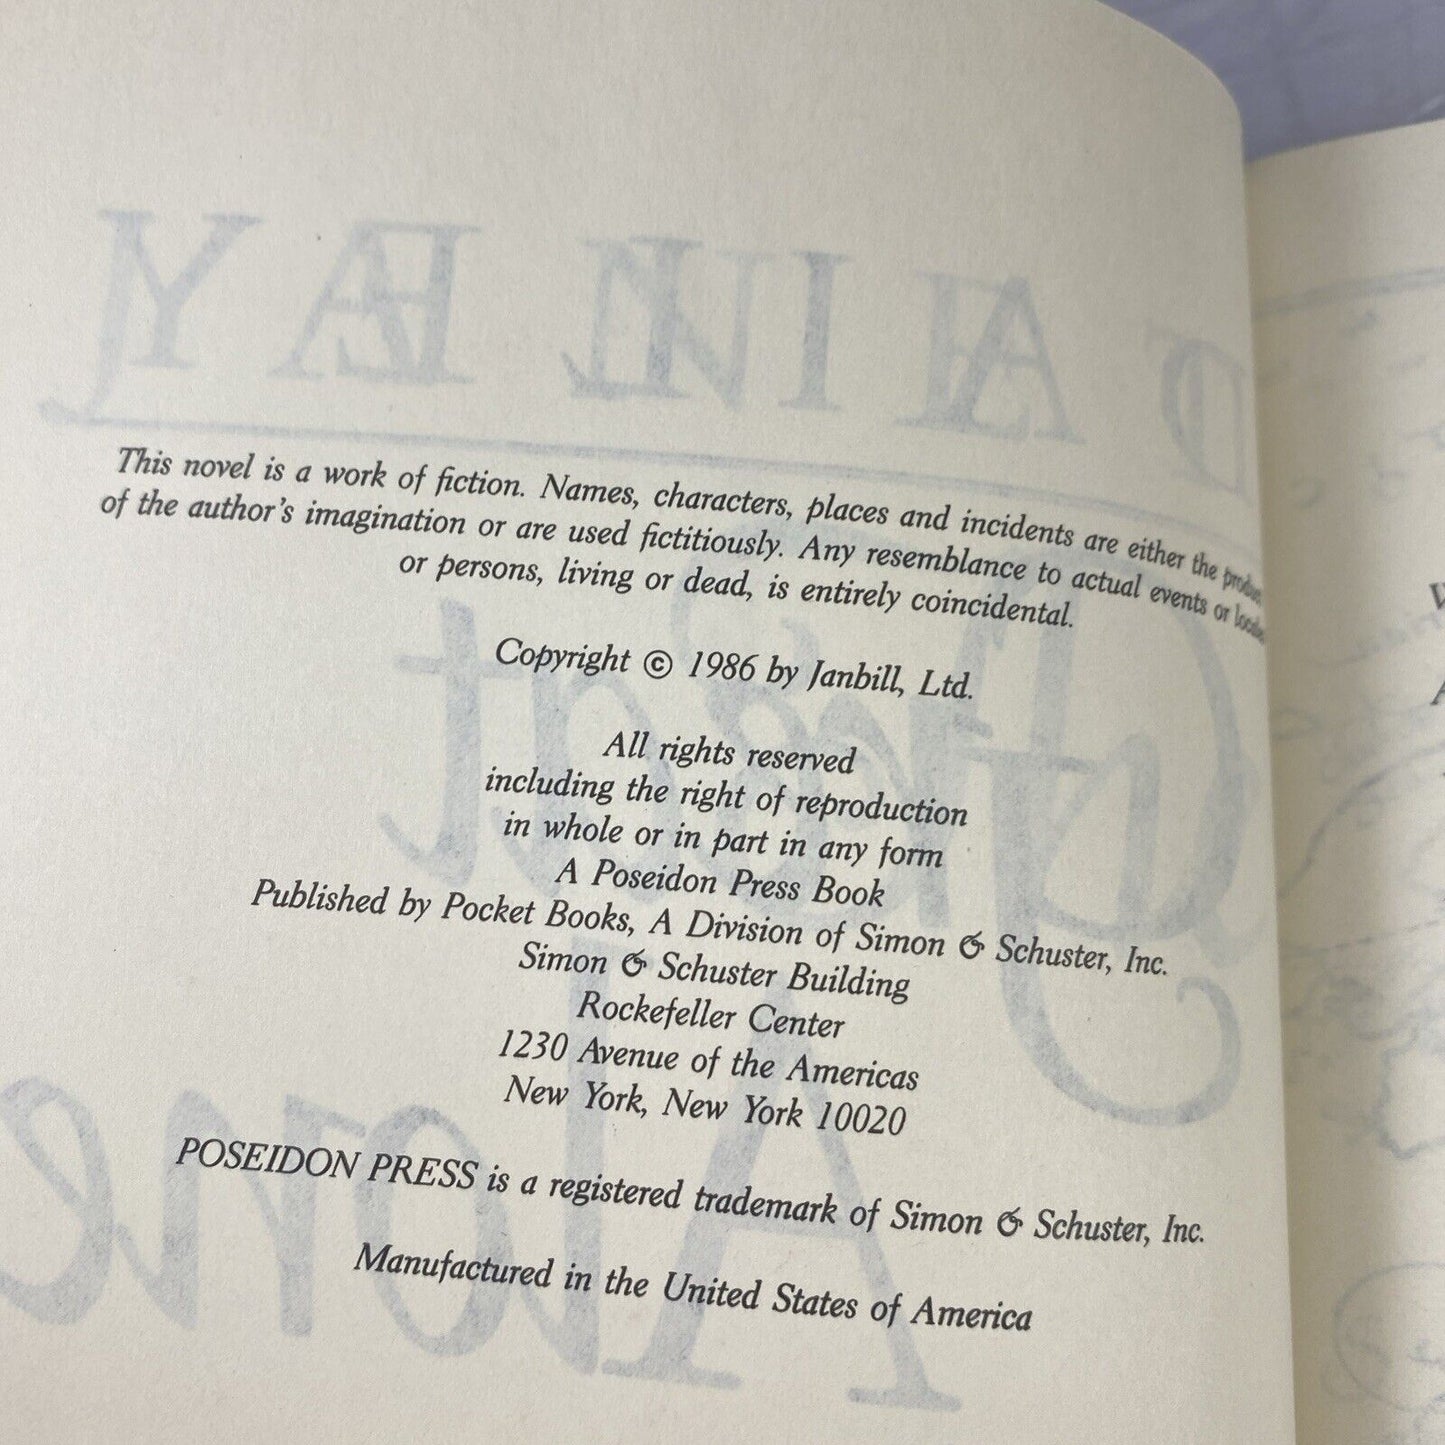 This novel is a work of fiction. Names, characters, places and incidents are either the product
of the author's imagination or are used fictitiously. Any resemblance to actual events or locales
or persons, living or dead, is entirely coincidental.
Copyright © 1986 by Janbill, Ltd.
All rights reserved
including the right of reproduction
in whole or in part in any form
A Poseidon Press Book
Published by Pocket Books, A Division of Simon & Schuster, Inc.
Simon & Schuster Building
Rockefeller Center
1230 Avenue of the Americas
New York, New York 10020
POSEIDON PRESS is a registered trademark of Simon & Schuster, Inc.
Manufactured in the United States of America